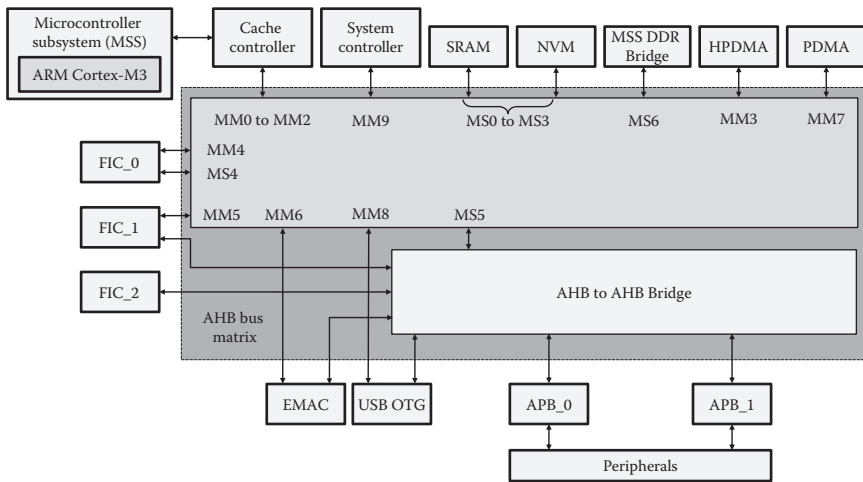 Microcontroller
subsystem (MSS)
ARM Cortex-M3
Cache
controller
System
controller
SRAM
NVM
MSS DDR
Bridge
HPDMA
PDMA
MM0 to MM2
MM9
MS0 to MS3
MS6
MM3
MM7
FIC_0
MM4
MS4
FIC_1
MM5
MM6
MM8
MS5
FIC_2
AHB to AHB Bridge
AHB bus
matrix
EMAC
USB OTG
APB_0
APB_1
Peripherals